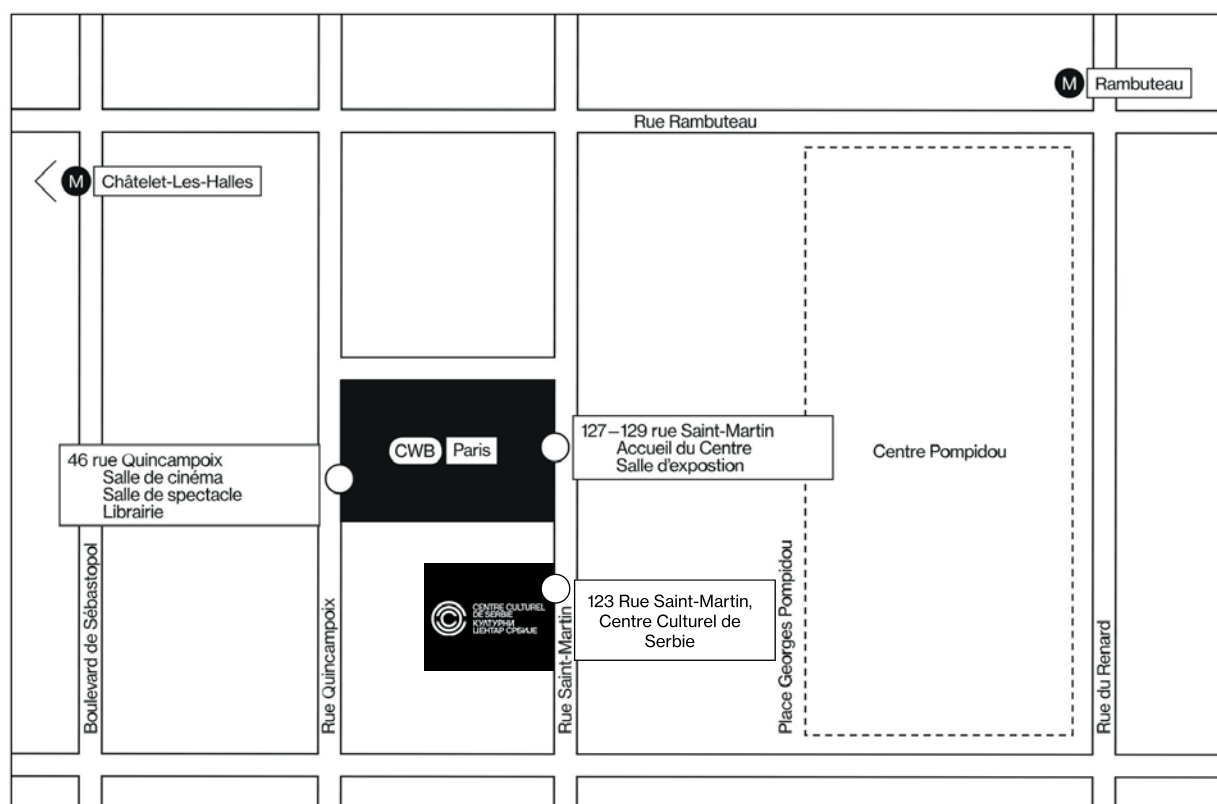 M Rambuteau
Rue Rambuteau
M Châtelet-Les-Halles
CWB Paris
127–129 rue Saint-Martin
Accueil du Centre
Salle d'expostion
Centre Pompidou
46 rue Quincampoix
Salle de cinéma
Salle de spectacle
Librairie
CENTRE CULTUREL
DE SERBIE
КУЛТУРНИ
ЦЕНТАР СРБИЈЕ
123 Rue Saint-Martin,
Centre Culturel de
Serbie
Boulevard de Sébastopol
Rue Quincampoix
Rue Saint-Martin
Place Georges Pompidou
Rue du Renard